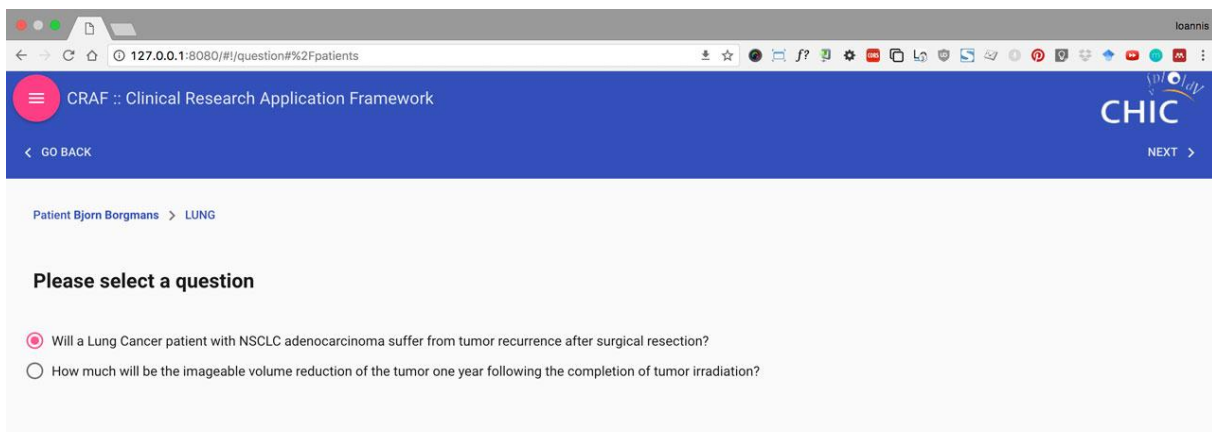 Ioannis
127.0.0.1:8080/#!/question#%2Fpatients
CRAF :: Clinical Research Application Framework
CHIC
GO BACK
NEXT
Patient Bjorn Borgmans > LUNG
Please select a question
Will a Lung Cancer patient with NSCLC adenocarcinoma suffer from tumor recurrence after surgical resection?
How much will be the imageable volume reduction of the tumor one year following the completion of tumor irradiation?